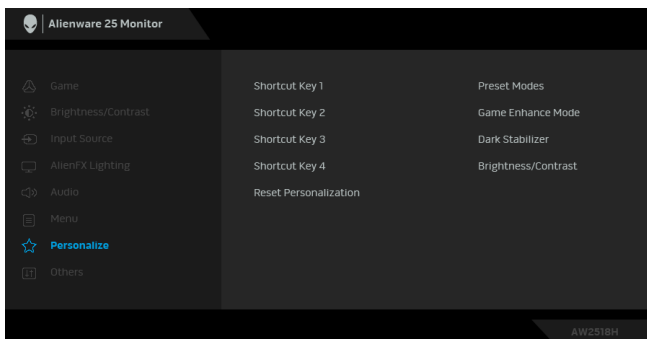 Alienware 25 Monitor
Game
Brightness/Contrast
Input Source
AlienFX Lighting
Audio
Menu
Personalize
Others
Shortcut Key 1 Preset Modes
Shortcut Key 2 Game Enhance Mode
Shortcut Key 3 Dark Stabilizer
Shortcut Key 4 Brightness/Contrast
Reset Personalization
AW2518H